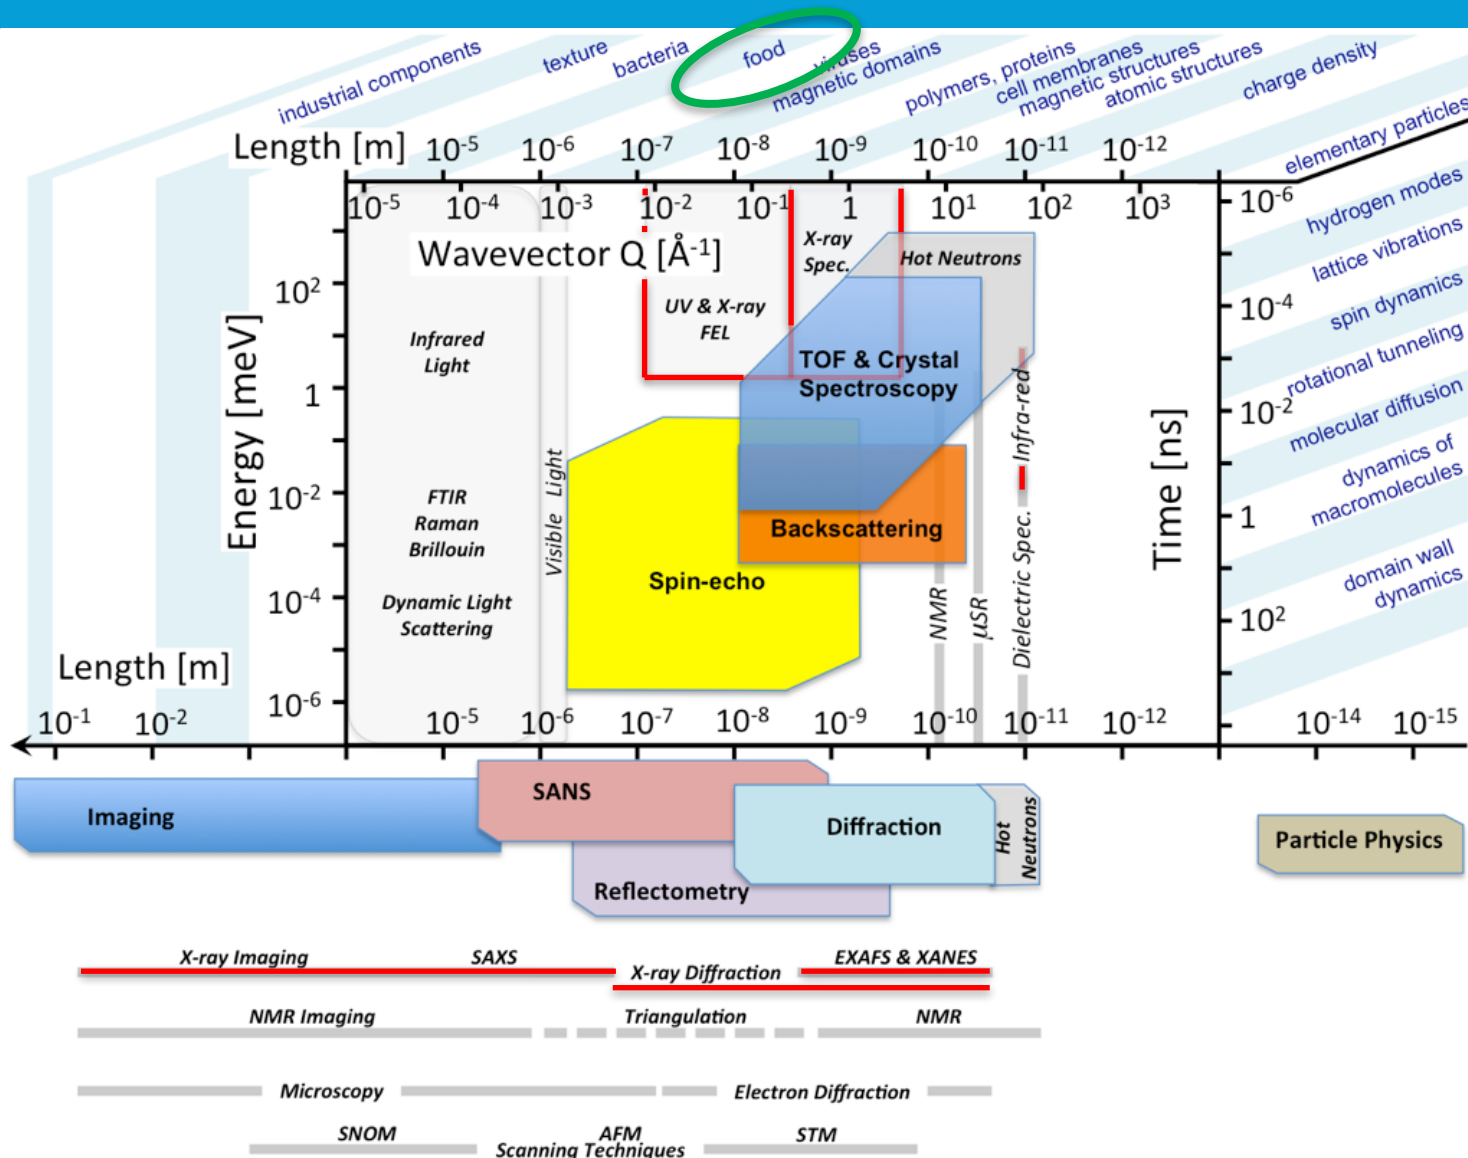 industrial components
texture
bacteria
food
viruses
magnetic domains
polymers, proteins
cell membranes
magnetic structures
atomic structures
charge density
elementary particles
Length [m] 10-5 10-6 10-7 10-8 10-9 10-10 10-11 10-12
10-5 10-4 10-3 10-2 10-1 1 101 102 103
Wavevector Q [Å-1]
hydrogen modes
lattice vibrations
spin dynamics
rotational tunneling
molecular diffusion
dynamics of
macromolecules
domain wall
dynamics
Energy [meV]
102
1
10-2
10-4
10-6
Time [ns]
10-6
10-4
10-2
1
102
Infrared
Light
FTIR
Raman
Brillouin
Dynamic Light
Scattering
Visible Light
UV & X-ray
FEL
X-ray
Spec.
Hot Neutrons
TOF & Crystal
Spectroscopy
Backscattering
Spin-echo
NMR
µSR
Dielectric Spec.
Infra-red
Length [m]
10-1 10-2 10-5 10-6 10-7 10-8 10-9 10-10 10-11 10-12 10-14 10-15
Imaging
SANS
Diffraction
Hot
Neutrons
Reflectometry
Particle Physics
X-ray Imaging SAXS X-ray Diffraction EXAFS & XANES
NMR Imaging Triangulation NMR
Microscopy Electron Diffraction
SNOM AFM STM
Scanning Techniques